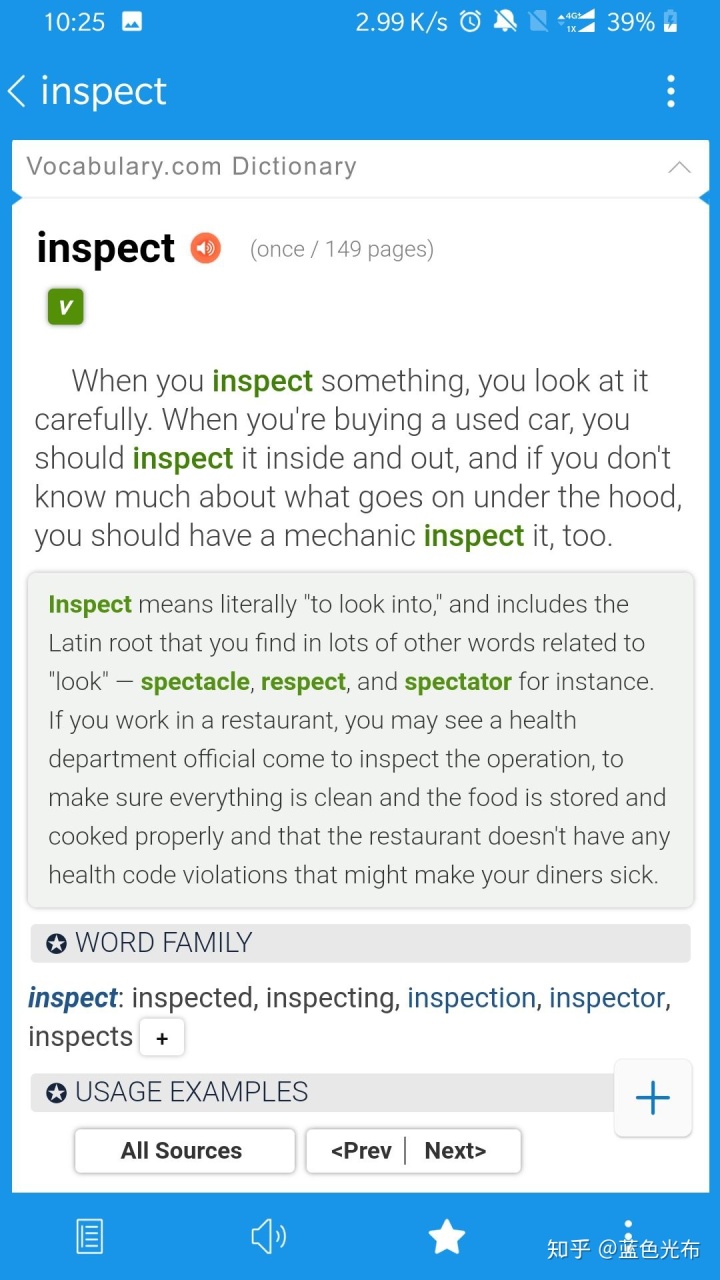 10:25
2.99 K/s
4G+
1X
39%
inspect
Vocabulary.com Dictionary
inspect
(once / 149 pages)
V
When you inspect something, you look at it
carefully. When you're buying a used car, you
should inspect it inside and out, and if you don't
know much about what goes on under the hood,
you should have a mechanic inspect it, too.
Inspect means literally "to look into," and includes the
Latin root that you find in lots of other words related to
"look" — spectacle, respect, and spectator for instance.
If you work in a restaurant, you may see a health
department official come to inspect the operation, to
make sure everything is clean and the food is stored and
cooked properly and that the restaurant doesn't have any
health code violations that might make your diners sick.
WORD FAMILY
inspect: inspected, inspecting, inspection, inspector,
inspects +
USAGE EXAMPLES
All Sources
<Prev | Next>
知乎 @蓝色光布